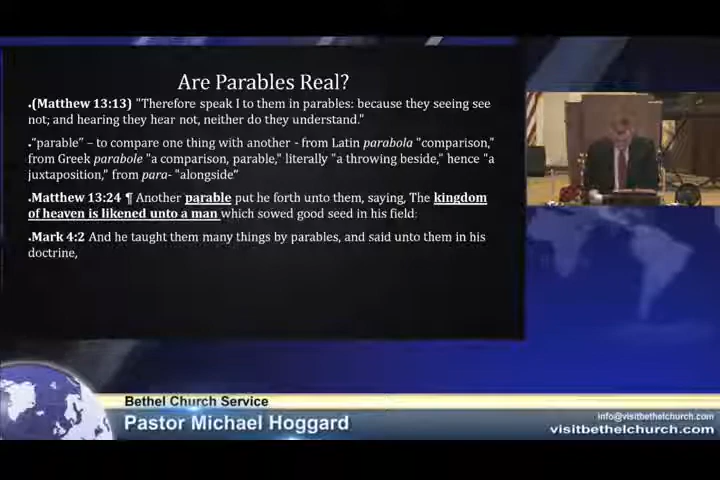 Are Parables Real?
•(Matthew 13:13) "Therefore speak I to them in parables: because they seeing see
not; and hearing they hear not, neither do they understand."
•"parable" – to compare one thing with another - from Latin parabola "comparison,"
from Greek parabole "a comparison, parable," literally "a throwing beside," hence "a
juxtaposition," from para- "alongside"
•Matthew 13:24 ¶ Another parable put he forth unto them, saying, The kingdom
of heaven is likened unto a man which sowed good seed in his field:
•Mark 4:2 And he taught them many things by parables, and said unto them in his
doctrine,
Bethel Church Service
Pastor Michael Hoggard
info@visitbethelchurch.com
visitbethelchurch.com